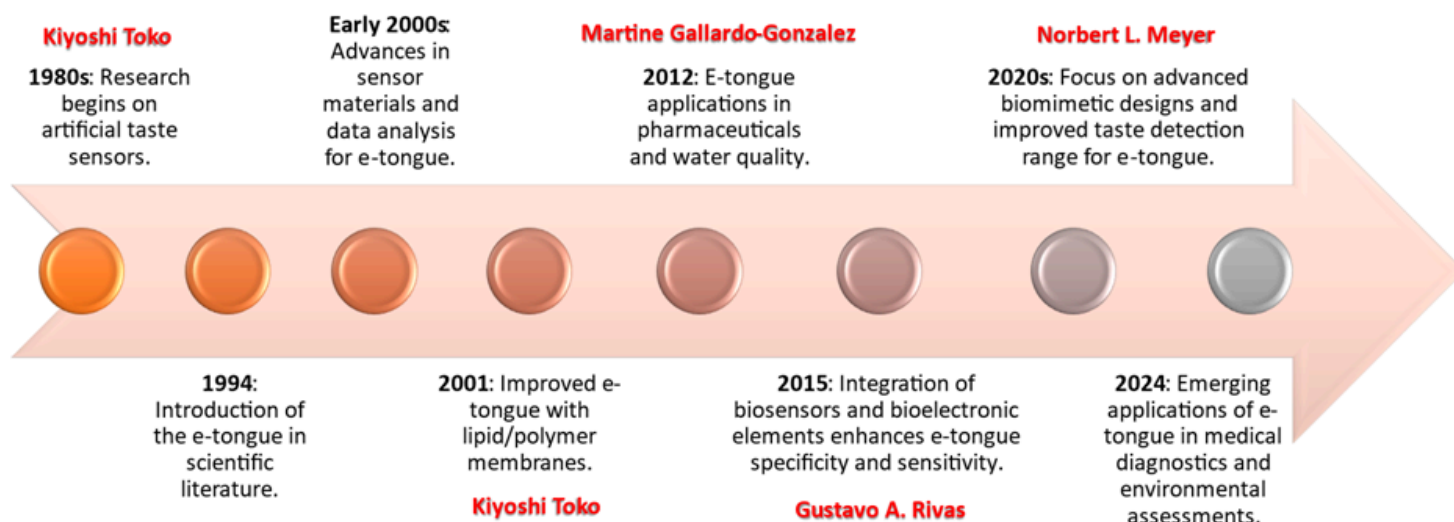 Kiyoshi Toko
1980s: Research
begins on
artificial taste
sensors.
Early 2000s:
Advances in
sensor
materials and
data analysis
for e-tongue.
Martine Gallardo-Gonzalez
2012: E-tongue
applications in
pharmaceuticals
and water quality.
Norbert L. Meyer
2020s: Focus on advanced
biomimetic designs and
improved taste detection
range for e-tongue.
1994:
Introduction of
the e-tongue in
scientific
literature.
2001: Improved e-
tongue with
lipid/polymer
membranes.
Kiyoshi Toko
2015: Integration of
biosensors and bioelectronic
elements enhances e-tongue
specificity and sensitivity.
Gustavo A. Rivas
2024: Emerging
applications of e-
tongue in medical
diagnostics and
environmental
assessments.